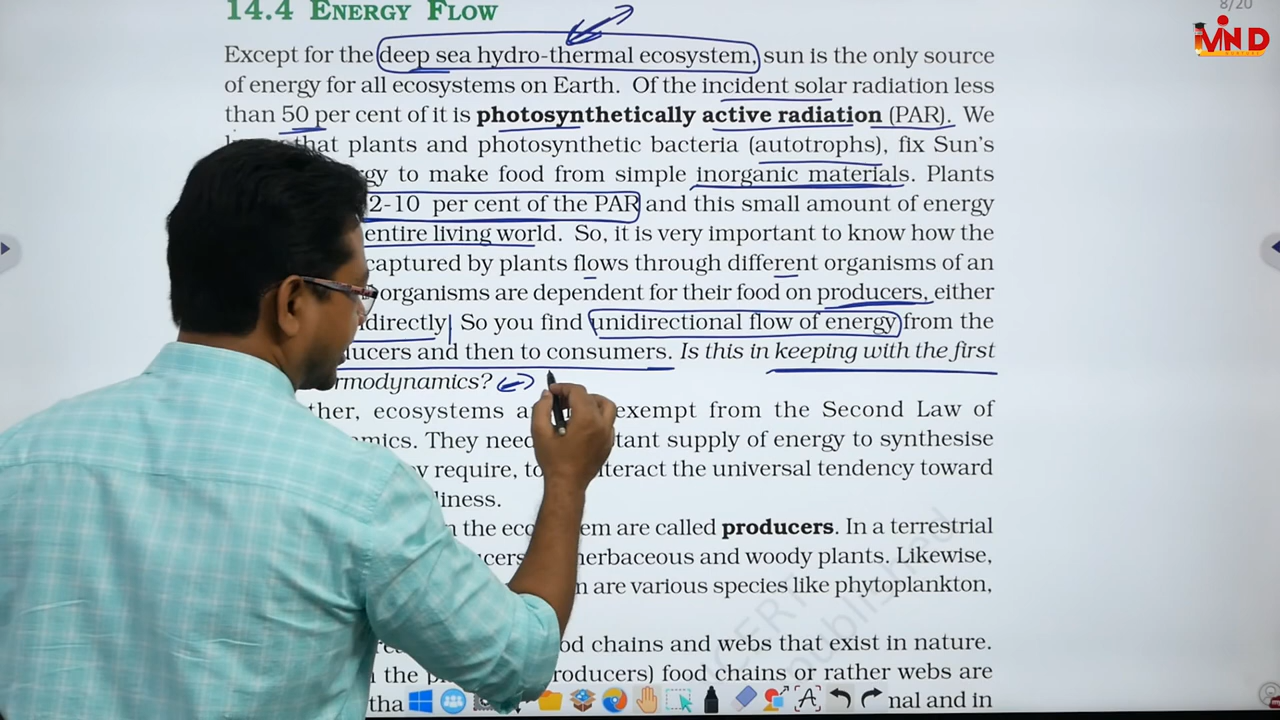 14.4 ENERGY FLOW
8/20
MIND
Except for the deep sea hydro-thermal ecosystem, sun is the only source
of energy for all ecosystems on Earth. Of the incident solar radiation less
than 50 per cent of it is photosynthetically active radiation (PAR). We
that plants and photosynthetic bacteria (autotrophs), fix Sun's
gy to make food from simple inorganic materials. Plants
2-10 per cent of the PAR and this small amount of energy
entire living world. So, it is very important to know how the
captured by plants flows through different organisms of an
organisms are dependent for their food on producers, either
directly. So you find unidirectional flow of energy from the
ducers and then to consumers. Is this in keeping with the first
rmodynamics?
ther, ecosystems a exempt from the Second Law of
mics. They need tant supply of energy to synthesise
y require, to nteract the universal tendency toward
liness.
n the eco em are called producers. In a terrestrial
cers herbaceous and woody plants. Likewise,
n are various species like phytoplankton,
od chains and webs that exist in nature.
the p roducers) food chains or rather webs are
tha nal and in